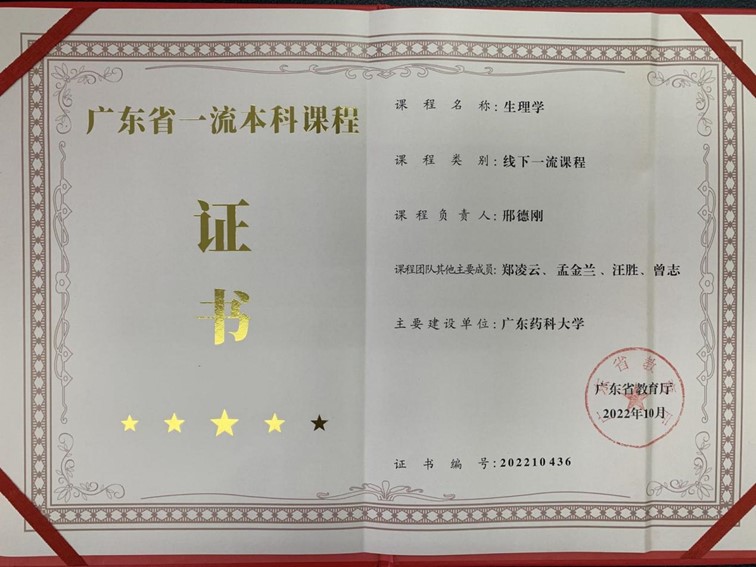 广东省一流本科课程
证
书
课程名称:生理学
课程类别:线下一流课程
课程负责人:邢德刚
课程团队其他主要成员:郑凌云、孟金兰、汪胜、曾志
主要建设单位:广东药科大学
广东省教育厅
2022年10月
证书编号:202210436